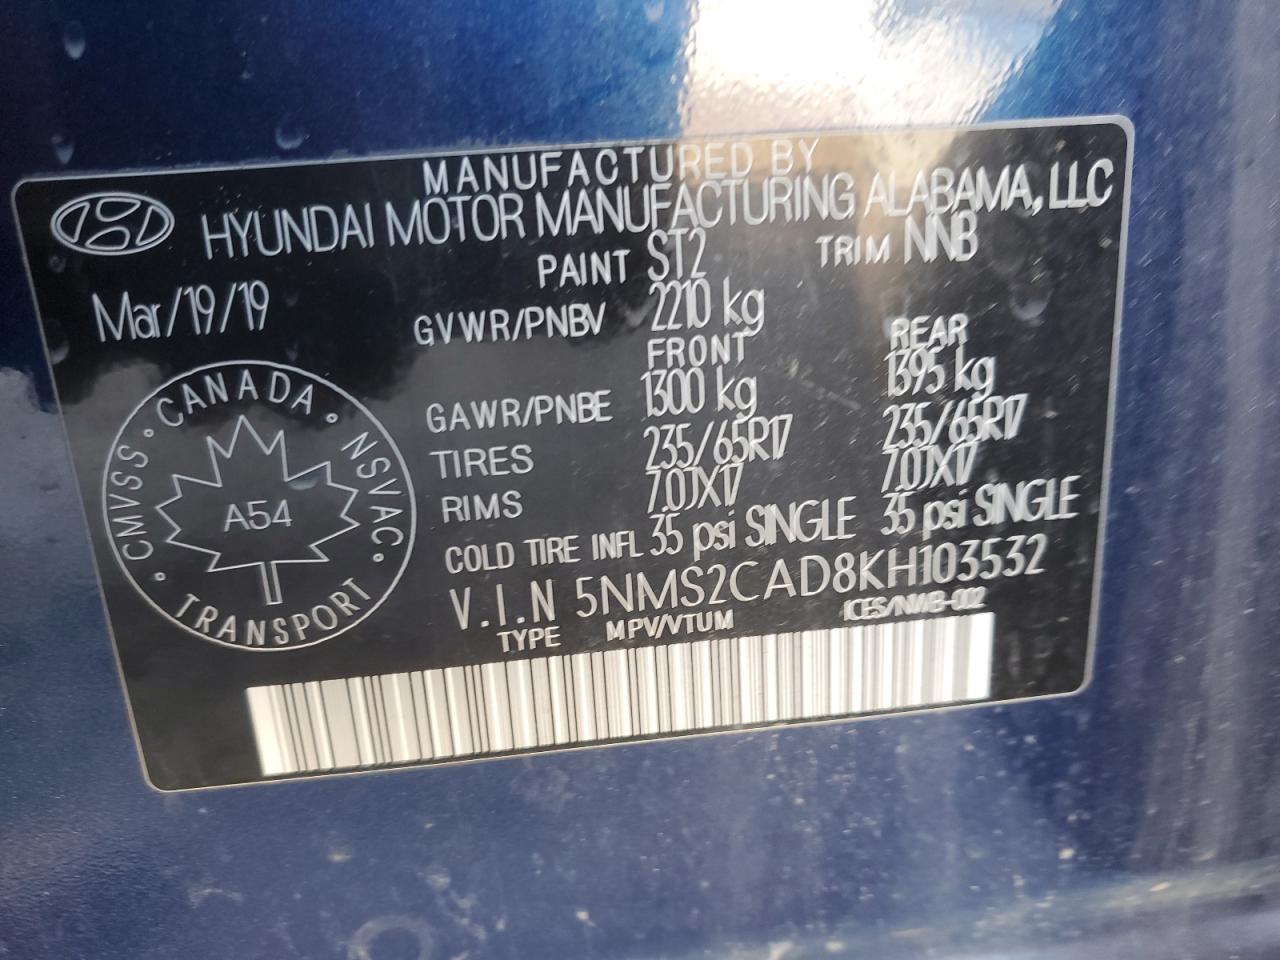 MANUFACTURED BY
HYUNDAI MOTOR MANUFACTURING ALABAMA, LLC
PAINT ST2 TRIM NNB
Mar/19/19
GVWR/PNBV 2210 kg
FRONT REAR
GAWR/PNBE 1300 kg 1395 kg
TIRES 235/65R17 235/65R17
RIMS 7.0JX17 7.0JX17
COLD TIRE INFL 35 psi SINGLE 35 psi SINGLE
V.I.N 5NMS2CAD8KH103532
TYPE MPV/VTUM ICES/NMB-002
CANADA
CMVSS NSVAC
A54
TRANSPORT